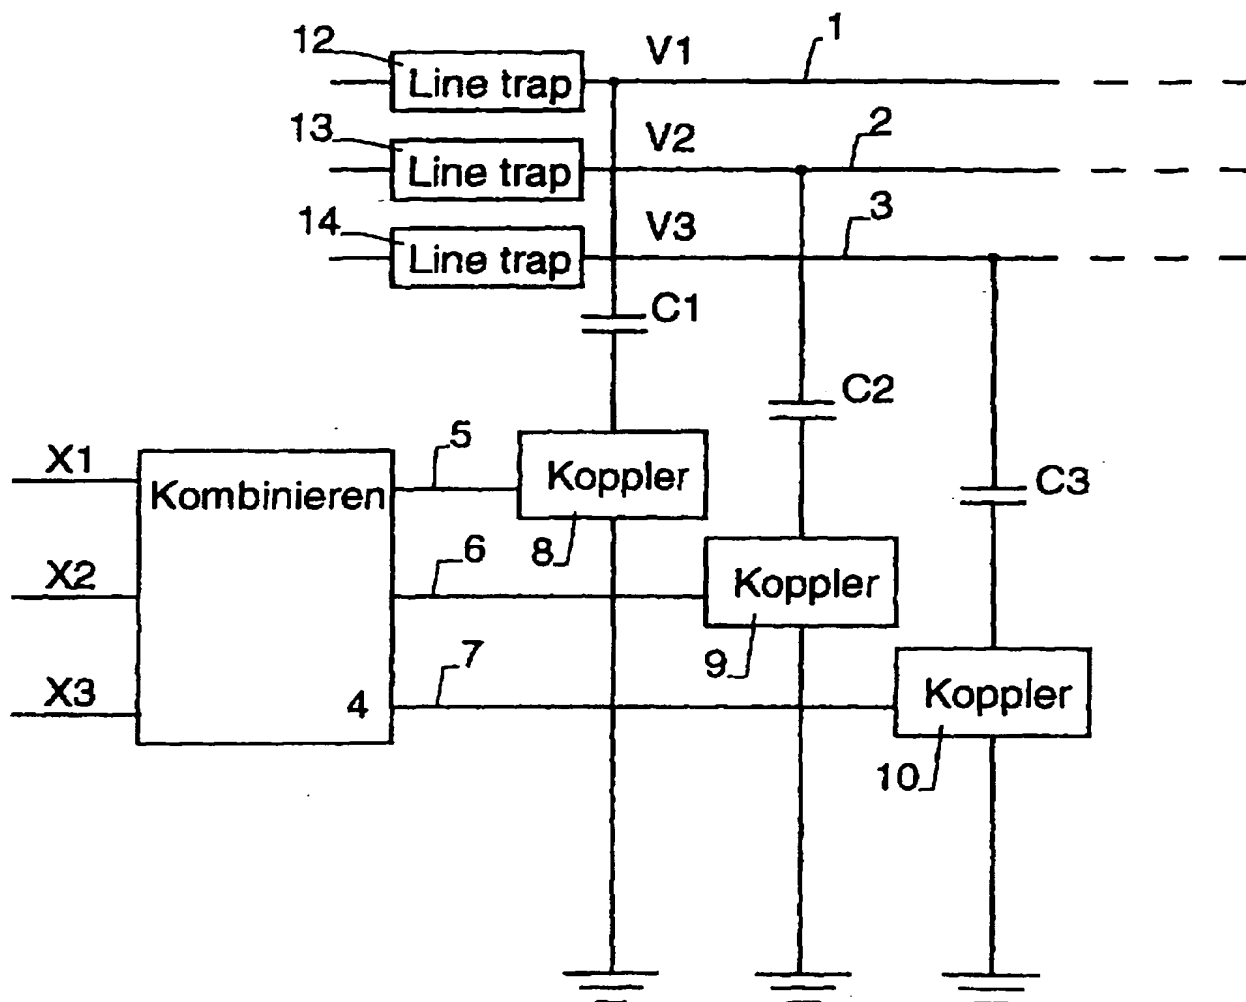 12 Line trap V1 1
13 Line trap V2 2
14 Line trap V3 3
C1
C2
C3
X1 Kombinieren 5 Koppler
8
X2 6 Koppler
9
X3 4 7 Koppler
10